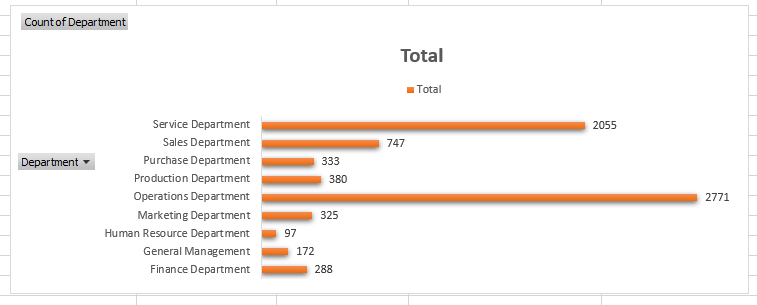 Count of Department
Total
Total
Service Department 2055
Sales Department 747
Purchase Department 333
Department
Production Department 380
Operations Department 2771
Marketing Department 325
Human Resource Department 97
General Management 172
Finance Department 288